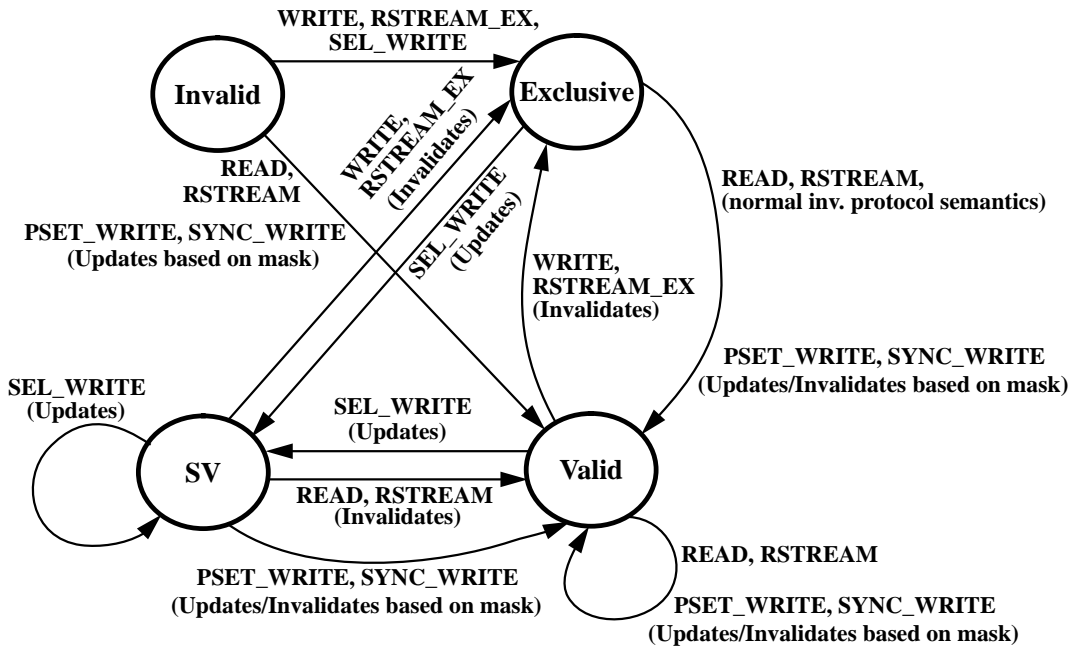 WRITE, RSTREAM_EX,
SEL_WRITE
Invalid
Exclusive
WRITE,
RSTREAM_EX
(Invalidates)
READ,
RSTREAM
PSET_WRITE, SYNC_WRITE
(Updates based on mask)
SEL_WRITE
(Updates)
READ, RSTREAM,
(normal inv. protocol semantics)
WRITE,
RSTREAM_EX
(Invalidates)
PSET_WRITE, SYNC_WRITE
(Updates/Invalidates based on mask)
SEL_WRITE
(Updates)
SEL_WRITE
(Updates)
SV
Valid
READ, RSTREAM
(Invalidates)
READ, RSTREAM
PSET_WRITE, SYNC_WRITE
(Updates/Invalidates based on mask)
PSET_WRITE, SYNC_WRITE
(Updates/Invalidates based on mask)